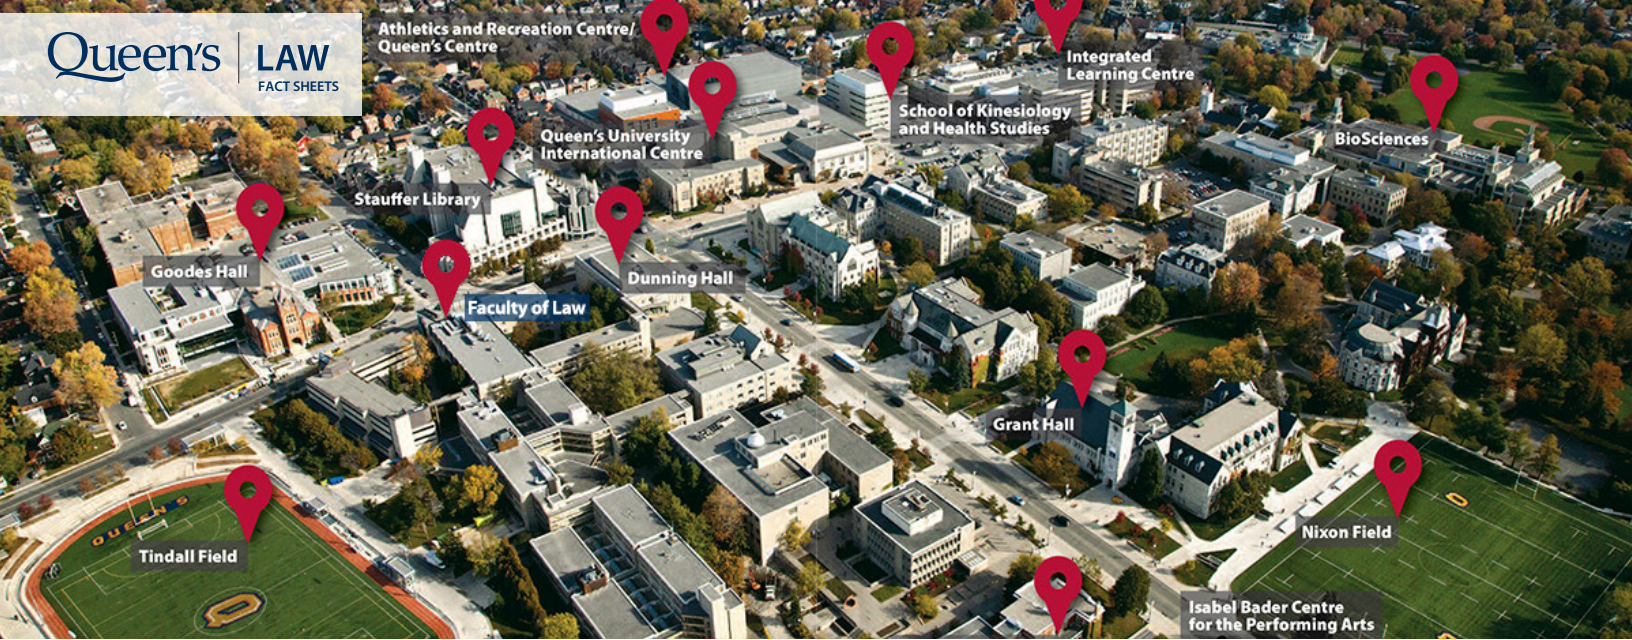 Queen's LAW
FACT SHEETS
Athletics and Recreation Centre/
Queen's Centre
Integrated
Learning Centre
School of Kinesiology
and Health Studies
BioSciences
Queen's University
International Centre
Stauffer Library
Goodes Hall
Dunning Hall
Faculty of Law
Grant Hall
Nixon Field
QUEEN'S
Tindall Field
Q
Isabel Bader Centre
for the Performing Arts